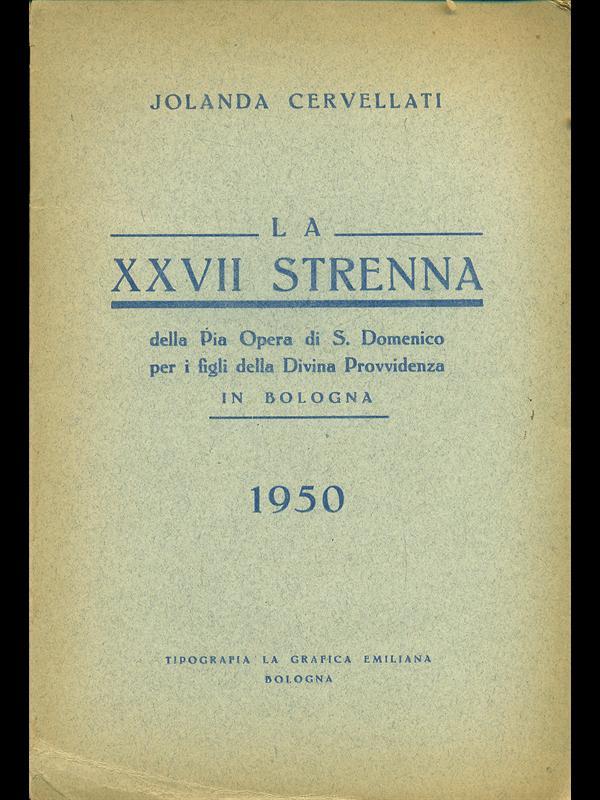 JOLANDA CERVELLATI
LA
XXVII STRENNA
della Pia Opera di S. Domenico
per i figli della Divina Provvidenza
IN BOLOGNA
1950
TIPOGRAFIA LA GRAFICA EMILIANA
BOLOGNA